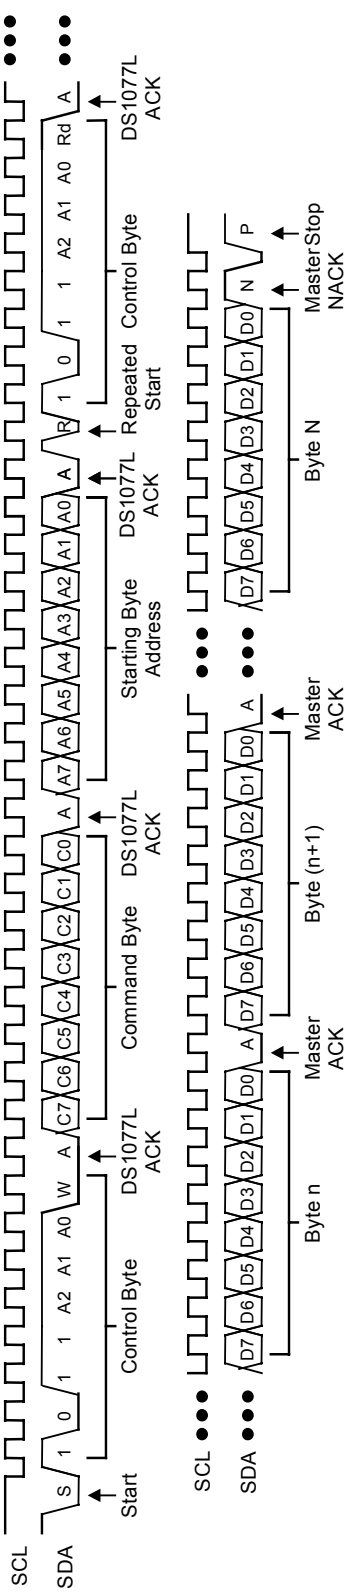 SCL
SDA S 1 0 1 1 A2 A1 A0 W A C7 C6 C5 C4 C3 C2 C1 C0 A A7 A6 A5 A4 A3 A2 A1 A0 A R 1 0 1 1 A2 A1 A0 Rd A
Start Control Byte DS1077L ACK Command Byte DS1077L ACK Starting Byte Address DS1077L ACK Repeated Start Control Byte DS1077L ACK
SCL
SDA D7 D6 D5 D4 D3 D2 D1 D0 A D7 D6 D5 D4 D3 D2 D1 D0 A D7 D6 D5 D4 D3 D2 D1 D0 N P
Byte n Master ACK Byte (n+1) Master ACK Byte N Master NACK Stop